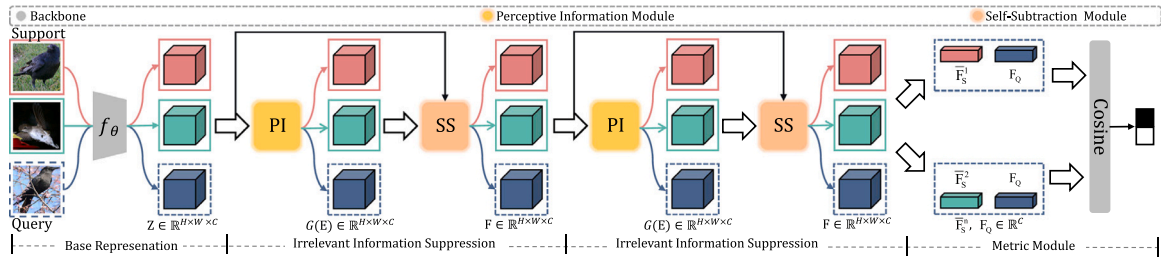 Backbone
Perceptive Information Module
Self-Subtraction Module
Support
f_θ
PI
SS
PI
SS
F̅_S^1
F_Q
Cosine
F̅_S^2
F_Q
Query
Z ∈ ℝ^{H×W×C}
G(E) ∈ ℝ^{H×W×C}
F ∈ ℝ^{H×W×C}
G(E) ∈ ℝ^{H×W×C}
F ∈ ℝ^{H×W×C}
F̅_S^n, F_Q ∈ ℝ^C
Base Represenation
Irrelevant Information Suppression
Irrelevant Information Suppression
Metric Module